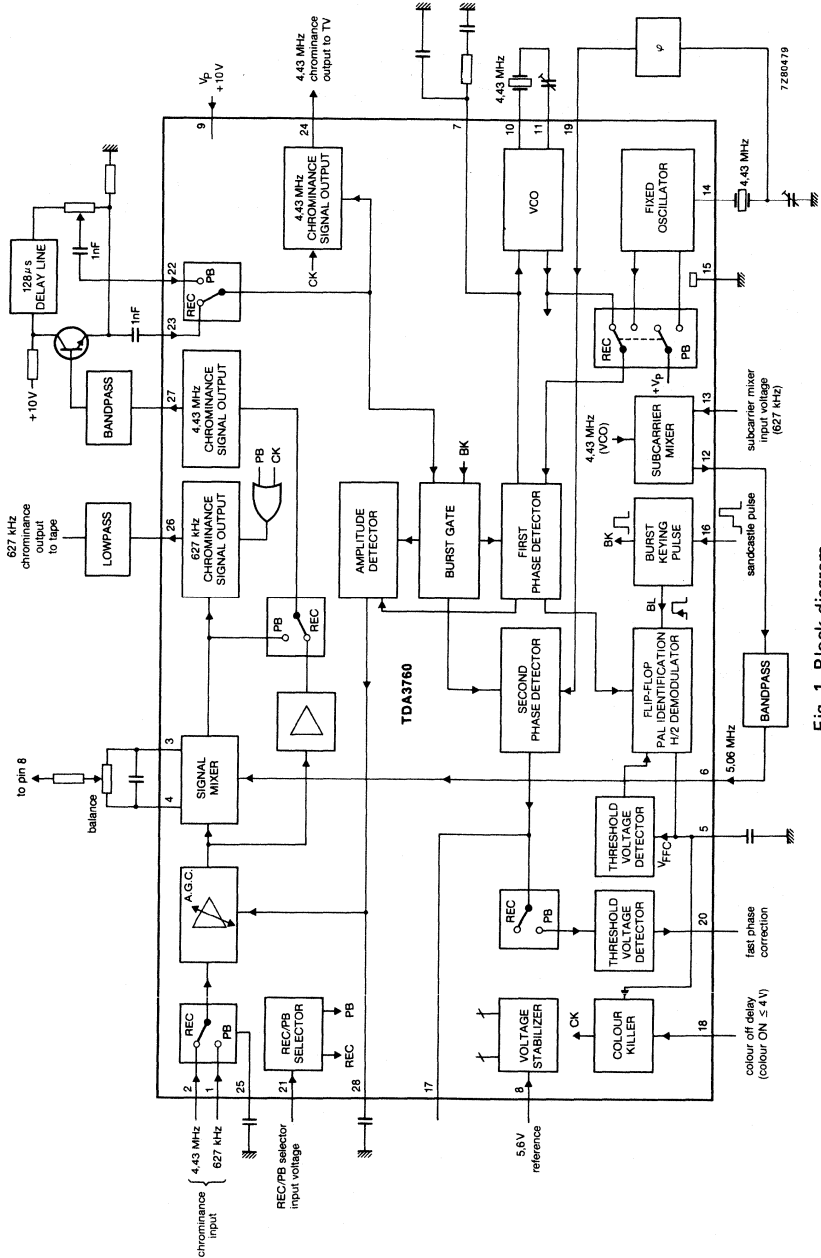 chrominance
input
4,43 MHz
627 kHz
2
1
25
REC
PB
REC/PB selector
input voltage
21
REC/PB
SELECTOR
REC
PB
28
17
5,6 V
reference
8
VOLTAGE
STABILIZER
colour off delay
(colour ON ≤ 4 V)
18
COLOUR
KILLER
CK
A.G.C.
to pin 8
balance
4
3
SIGNAL
MIXER
REC
PB
THRESHOLD
VOLTAGE
DETECTOR
20
fast phase
correction
THRESHOLD
VOLTAGE
DETECTOR
VFFC
5
6
5,06 MHz
BANDPASS
PB
REC
627 kHz
chrominance
output
to tape
LOWPASS
26
627 kHz
CHROMINANCE
SIGNAL OUTPUT
PB
CK
BANDPASS
27
4,43 MHz
CHROMINANCE
SIGNAL OUTPUT
TDA3760
AMPLITUDE
DETECTOR
BURST GATE
BK
FIRST
PHASE DETECTOR
SECOND
PHASE DETECTOR
FLIP-FLOP
PAL IDENTIFICATION
H/2 DEMODULATOR
BL
BK
BURST
KEYING
PULSE
16
sandcastle pulse
4,43 MHz
(VCO)
SUBCARRIER
MIXER
12
13
subcarrier mixer
input voltage
(627 kHz)
+10V
128µs
DELAY LINE
1nF
1nF
23
22
REC
PB
CK
4,43 MHz
CHROMINANCE
SIGNAL OUTPUT
24
4,43 MHz
chrominance
output to TV
9
VP
+10V
7
VCO
10
11
4,43 MHz
19
φ
REC
PB
+VP
15
FIXED
OSCILLATOR
14
4,43 MHz
7Z80479
Fig. 1 Block diagram